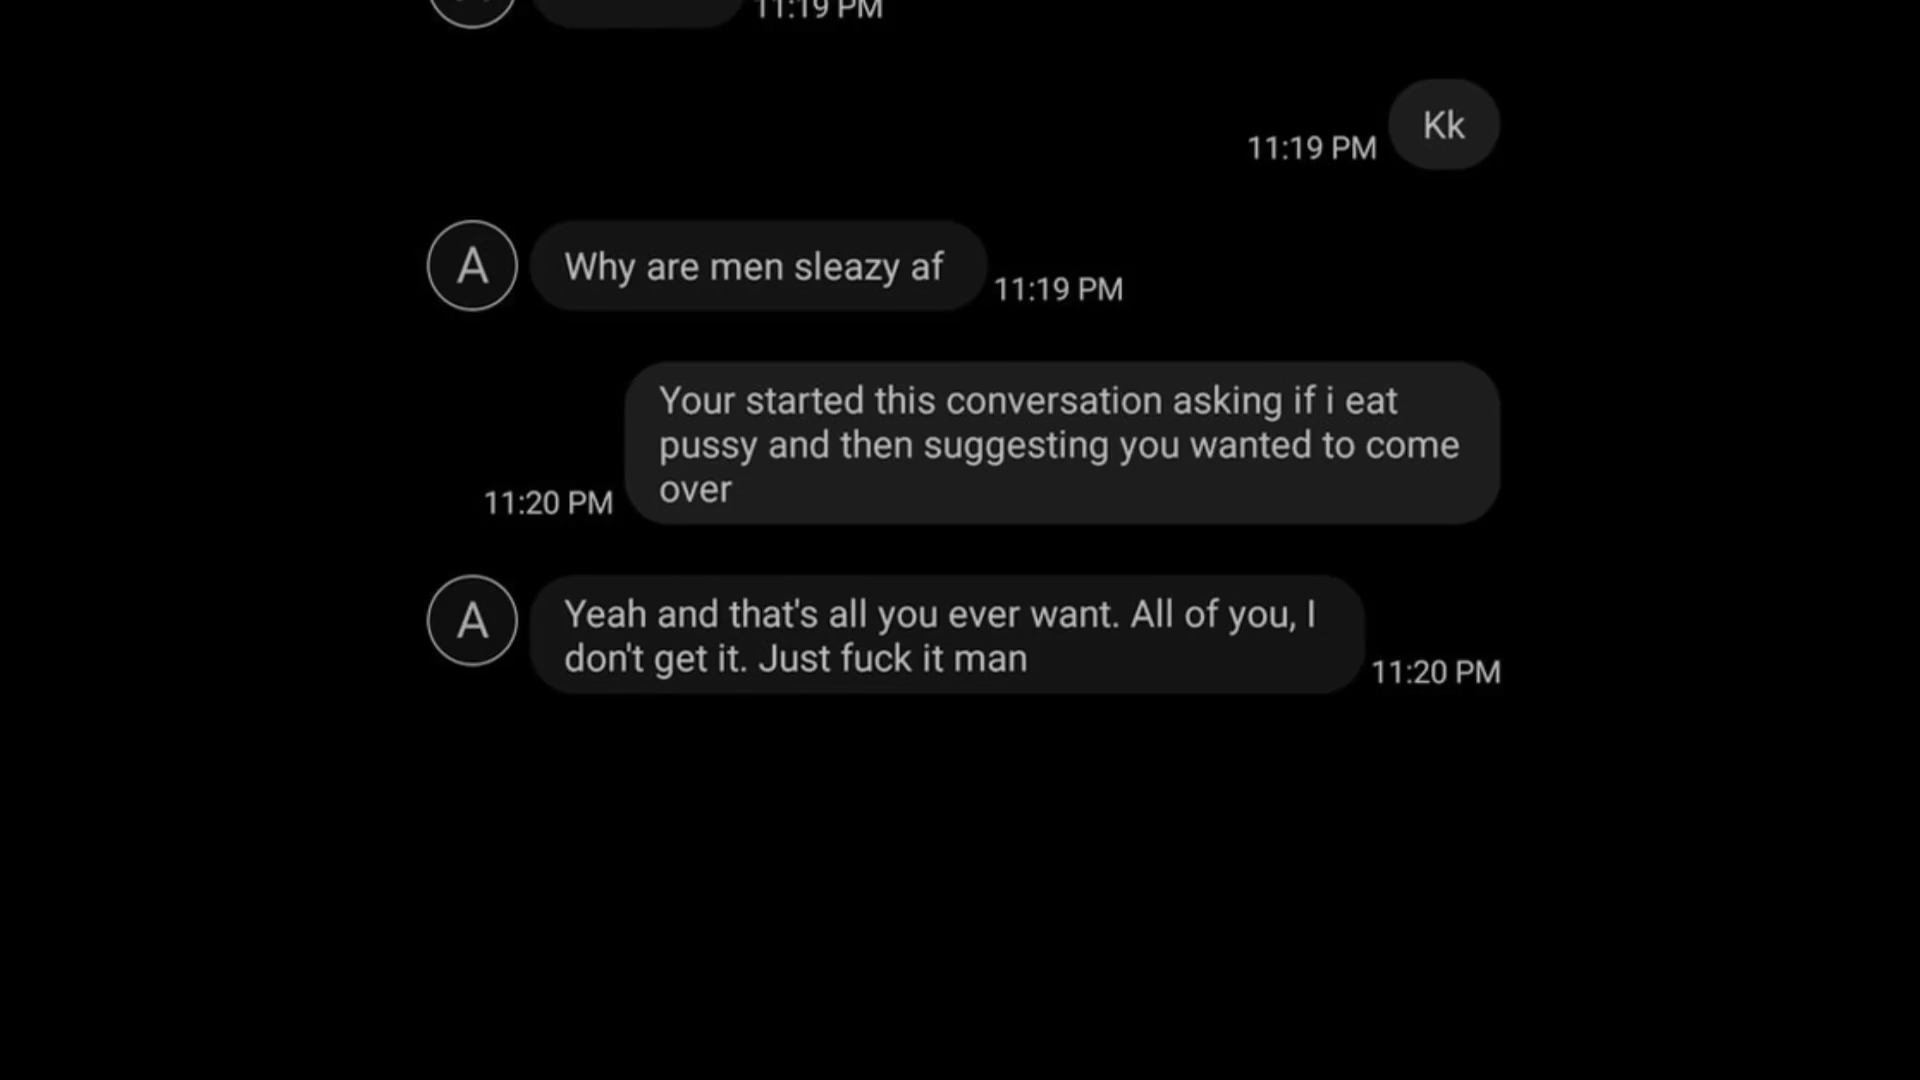 11:19 PM
Kk
11:19 PM
A
Why are men sleazy af
11:19 PM
Your started this conversation asking if i eat
pussy and then suggesting you wanted to come
over
11:20 PM
A
Yeah and that's all you ever want. All of you, I
don't get it. Just fuck it man
11:20 PM